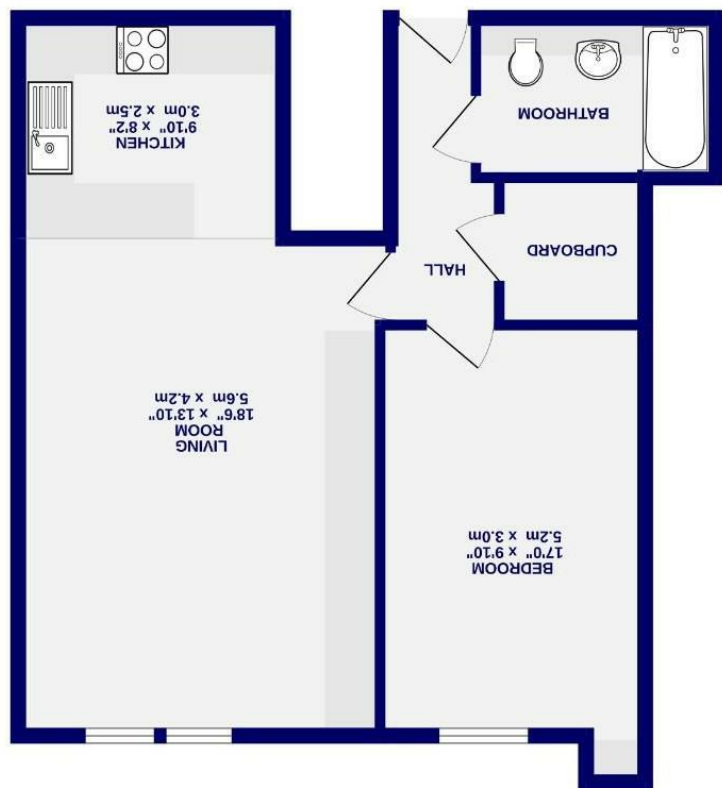 LIVING
ROOM
18'6" x 13'10"
5.6m x 4.2m
BEDROOM
17'0" x 9'10"
5.2m x 3.0m
HALL
CUPBOARD
KITCHEN
9'10" x 8'2"
3.0m x 2.5m
BATHROOM